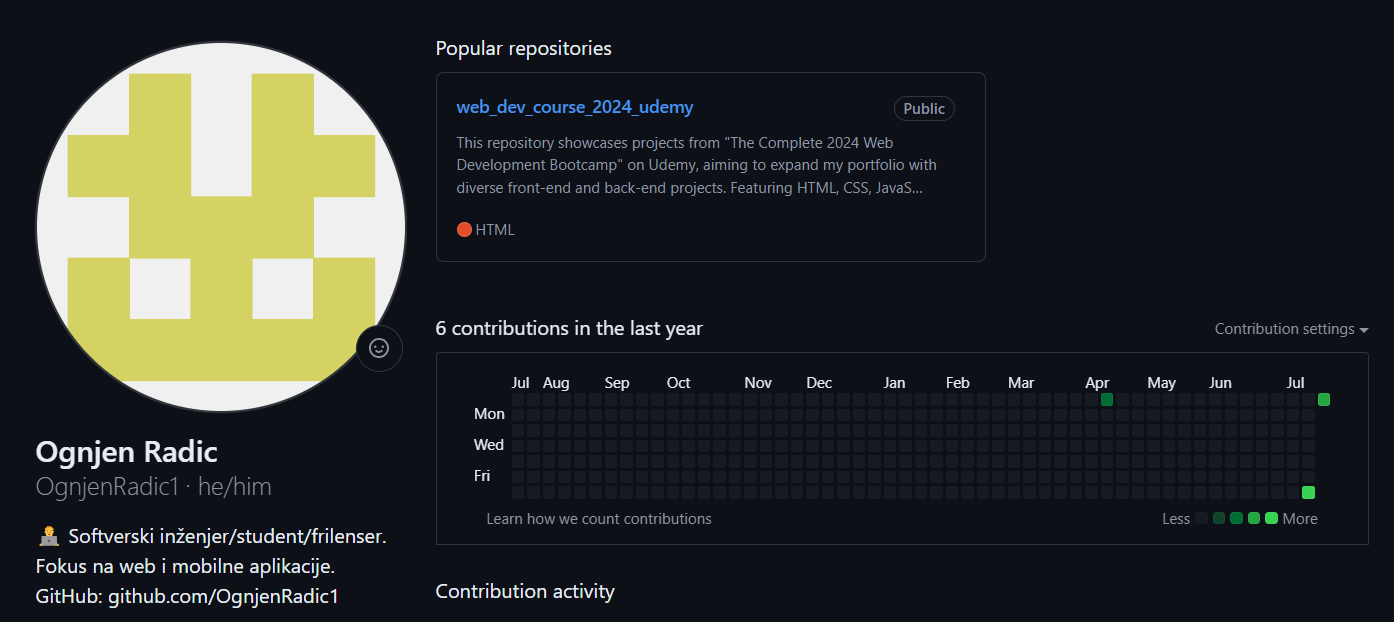 Popular repositories
web_dev_course_2024_udemy
Public
This repository showcases projects from "The Complete 2024 Web
Development Bootcamp" on Udemy, aiming to expand my portfolio with
diverse front-end and back-end projects. Featuring HTML, CSS, JavaS...
HTML
6 contributions in the last year
Contribution settings
Jul Aug Sep Oct Nov Dec Jan Feb Mar Apr May Jun Jul
Mon
Wed
Fri
Learn how we count contributions
Less More
Contribution activity
Ognjen Radic
OgnjenRadic1 · he/him
👨‍💻 Softverski inženjer/student/frilenser.
Fokus na web i mobilne aplikacije.
GitHub: github.com/OgnjenRadic1